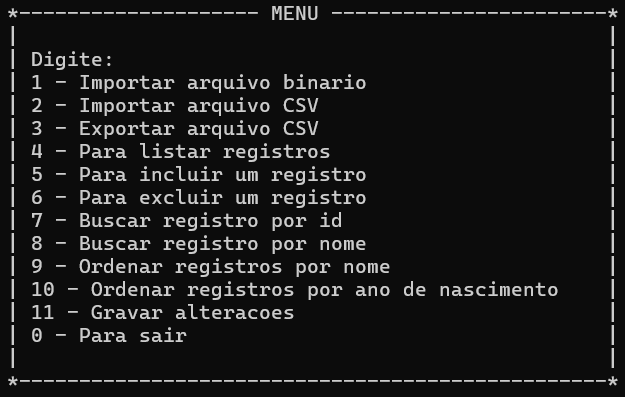 *-------------------- MENU -----------------------*
|                                                 |
| Digite:                                         |
| 1 - Importar arquivo binario                    |
| 2 - Importar arquivo CSV                        |
| 3 - Exportar arquivo CSV                        |
| 4 - Para listar registros                       |
| 5 - Para incluir um registro                    |
| 6 - Para excluir um registro                    |
| 7 - Buscar registro por id                      |
| 8 - Buscar registro por nome                    |
| 9 - Ordenar registros por nome                  |
| 10 - Ordenar registros por ano de nascimento    |
| 11 - Gravar alteracoes                          |
| 0 - Para sair                                   |
|                                                 |
*-------------------------------------------------*